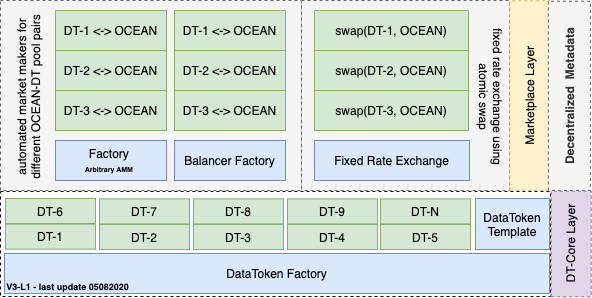 automated market makers for
different OCEAN-DT pool pairs
DT-1 <-> OCEAN
DT-2 <-> OCEAN
DT-3 <-> OCEAN
Factory
Arbitrary AMM
DT-1 <-> OCEAN
DT-2 <-> OCEAN
DT-3 <-> OCEAN
Balancer Factory
swap(DT-1, OCEAN)
swap(DT-2, OCEAN)
swap(DT-3, OCEAN)
Fixed Rate Exchange
fixed rate exchange using
atomic swap
Marketplace Layer
Decentralized Metadata
DT-6
DT-7
DT-8
DT-9
DT-N
DT-1
DT-2
DT-3
DT-4
DT-5
DataToken
Template
DT-Core Layer
DataToken Factory
V3-L1 - last update 05082020